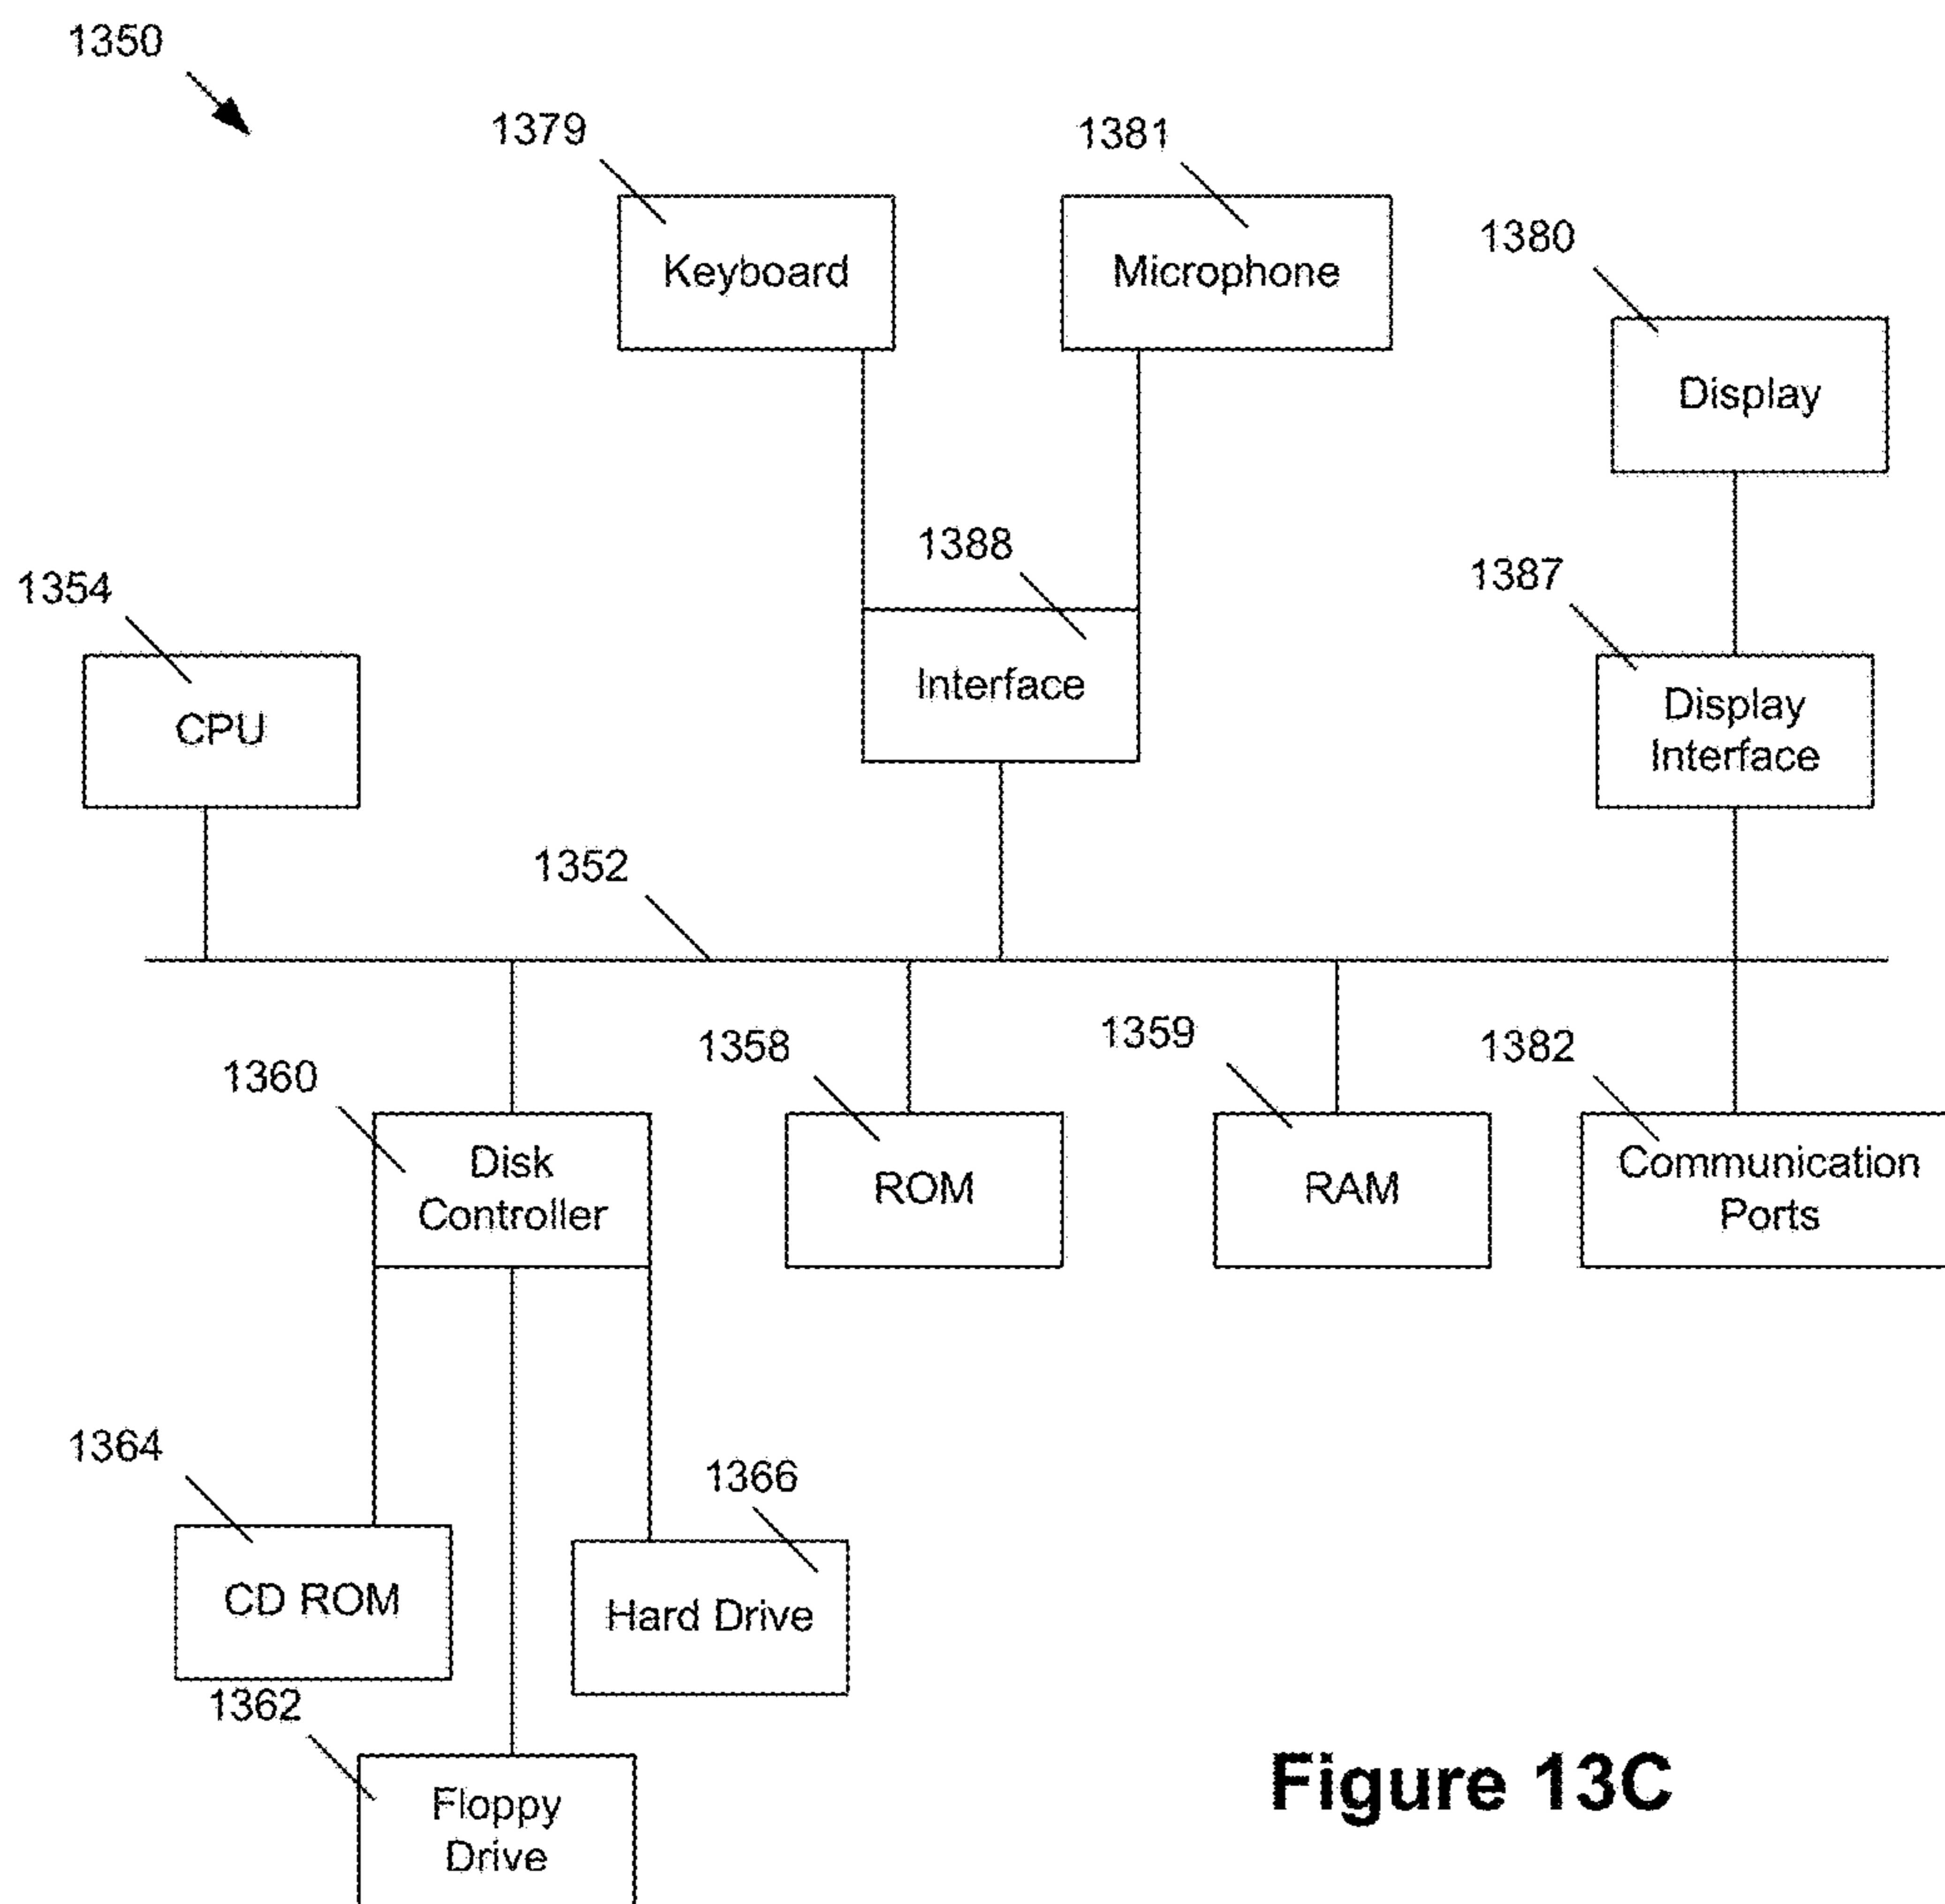 1350
1379
1381
Keyboard
Microphone
1380
Display
1388
1354
1387
Interface
CPU
Display
Interface
1352
1360
1358
1359
1382
Disk
Controller
ROM
RAM
Communication
Ports
1364
1366
CD ROM
Hard Drive
1362
Floppy
Drive
Figure 13C